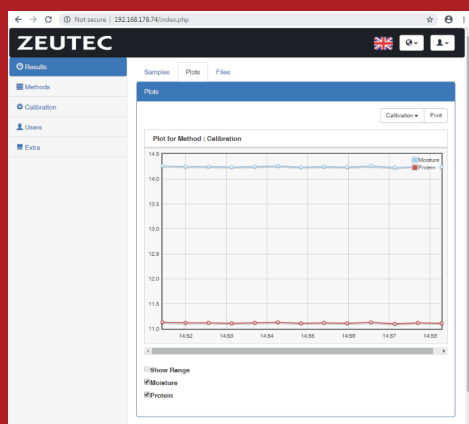 Not secure | 192.168.178.74/index.php
ZEUTEC
Results
Methods
Calibration
Users
Extra
Samples Plots Files
Plots
Calibration Print
Plot for Method : Calibration
14.5
14.0
13.5
13.0
12.5
12.0
11.5
11.0
Moisture
Protein
14:52 14:53 14:54 14:55 14:56 14:57 14:58
Show Range
Moisture
Protein